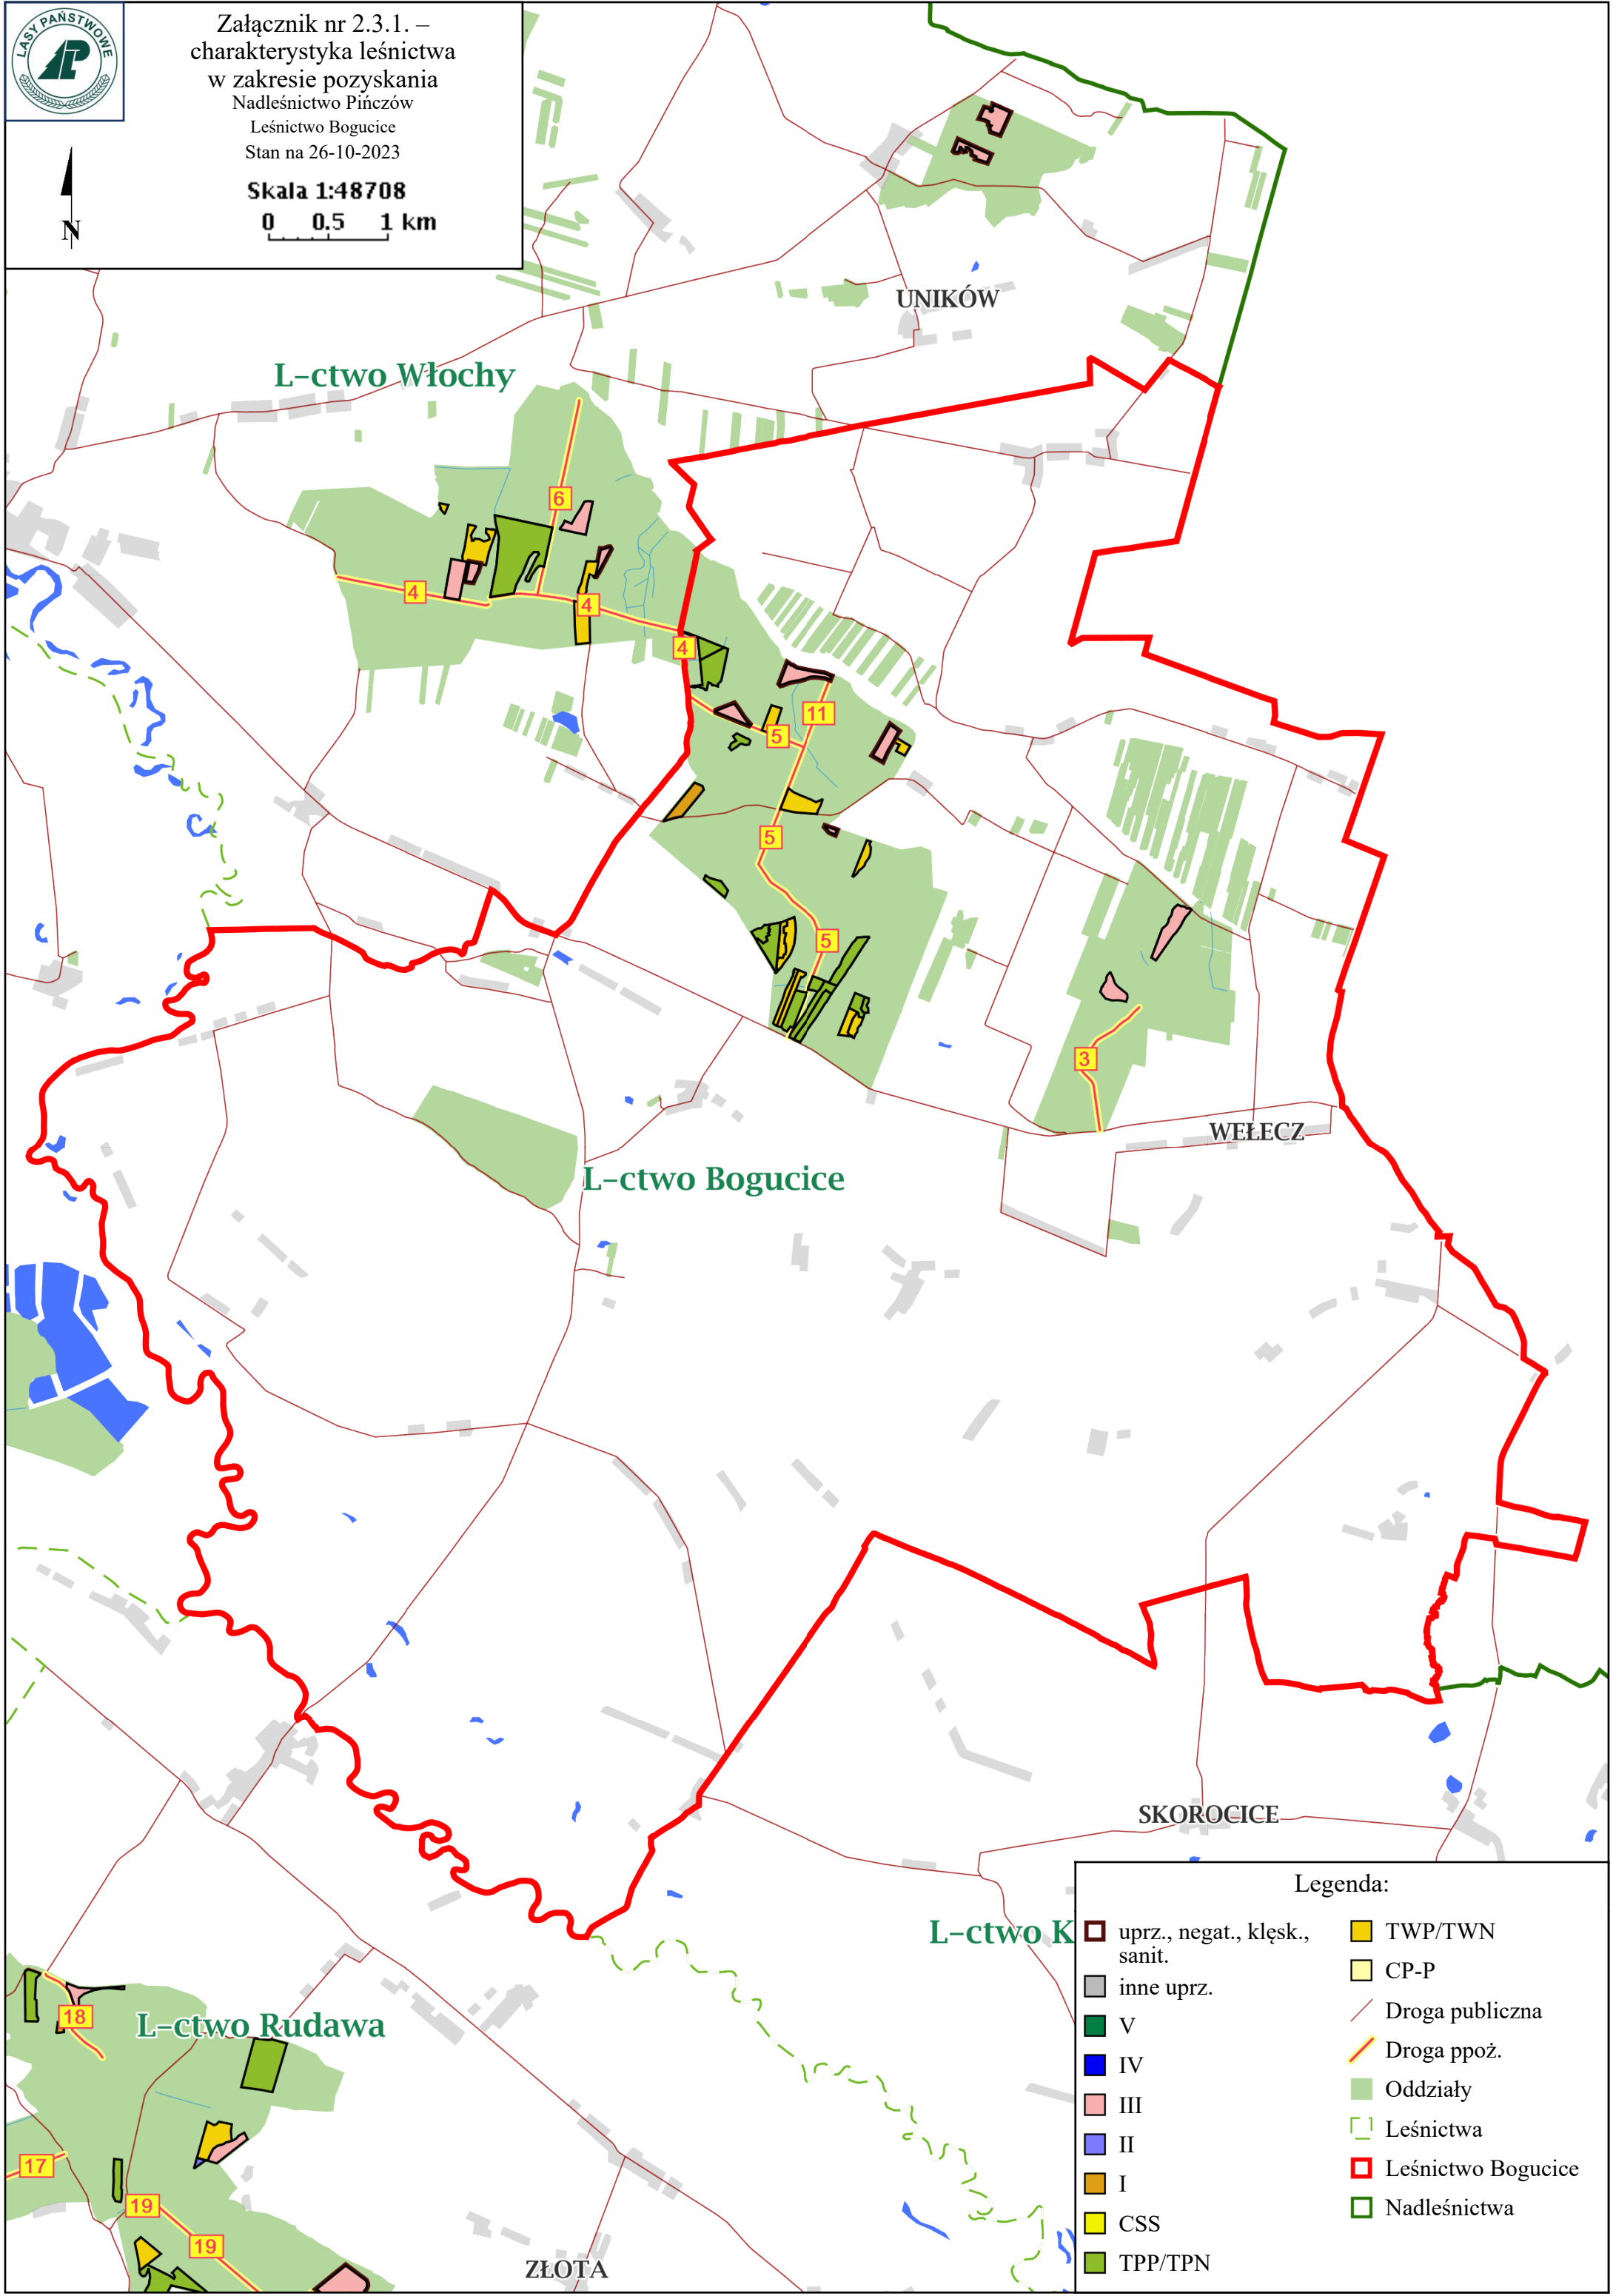 LASY PAŃSTWOWE
LP
Załącznik nr 2.3.1. –
charakterystyka leśnictwa
w zakresie pozyskania
Nadleśnictwo Pińczów
Leśnictwo Bogucice
Stan na 26-10-2023
Skala 1:48708
0 0.5 1 km
N
UNIKÓW
L-ctwo Włochy
6
4
4
4
11
5
5
5
3
WEŁECZ
L-ctwo Bogucice
SKOROCICE
L-ctwo K
18
L-ctwo Rudawa
17
19
19
ZŁOTA
Legenda:
uprz., negat., klęsk.,
sanit.
inne uprz.
V
IV
III
II
I
CSS
TPP/TPN
TWP/TWN
CP-P
Droga publiczna
Droga ppoż.
Oddziały
Leśnictwa
Leśnictwo Bogucice
Nadleśnictwa